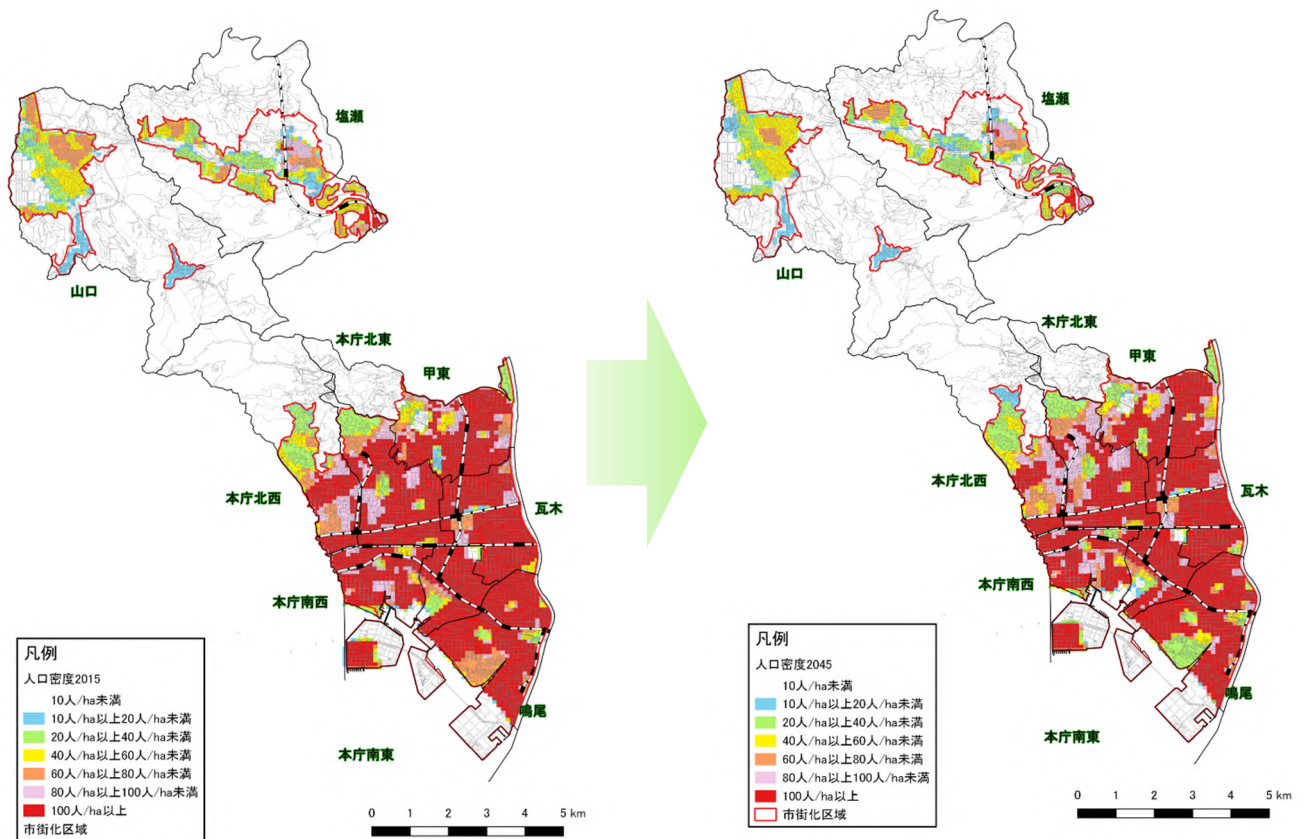 塩瀬
山口
本庁北東
甲東
本庁北西
瓦木
本庁南西
鳴尾
本庁南東
凡例
人口密度2015
10人/ha未満
10人/ha以上20人/ha未満
20人/ha以上40人/ha未満
40人/ha以上60人/ha未満
60人/ha以上80人/ha未満
80人/ha以上100人/ha未満
100人/ha以上
市街化区域
0 1 2 3 4 5 km
塩瀬
山口
本庁北東
甲東
本庁北西
瓦木
本庁南西
鳴尾
本庁南東
凡例
人口密度2045
10人/ha未満
10人/ha以上20人/ha未満
20人/ha以上40人/ha未満
40人/ha以上60人/ha未満
60人/ha以上80人/ha未満
80人/ha以上100人/ha未満
100人/ha以上
市街化区域
0 1 2 3 4 5 km